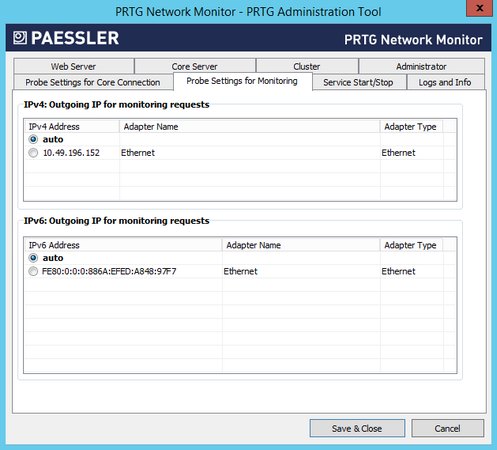 PRTG Network Monitor - PRTG Administration Tool
x
PAESSLER PRTG Network Monitor
Web Server Core Server Cluster Administrator
Probe Settings for Core Connection Probe Settings for Monitoring Service Start/Stop Logs and Info
IPv4: Outgoing IP for monitoring requests
IPv4 Address Adapter Name Adapter Type
auto
10.49.196.152 Ethernet Ethernet
IPv6: Outgoing IP for monitoring requests
IPv6 Address Adapter Name Adapter Type
auto
FE80:0:0:0:886A:EFED:A848:97F7 Ethernet Ethernet
Save & Close Cancel